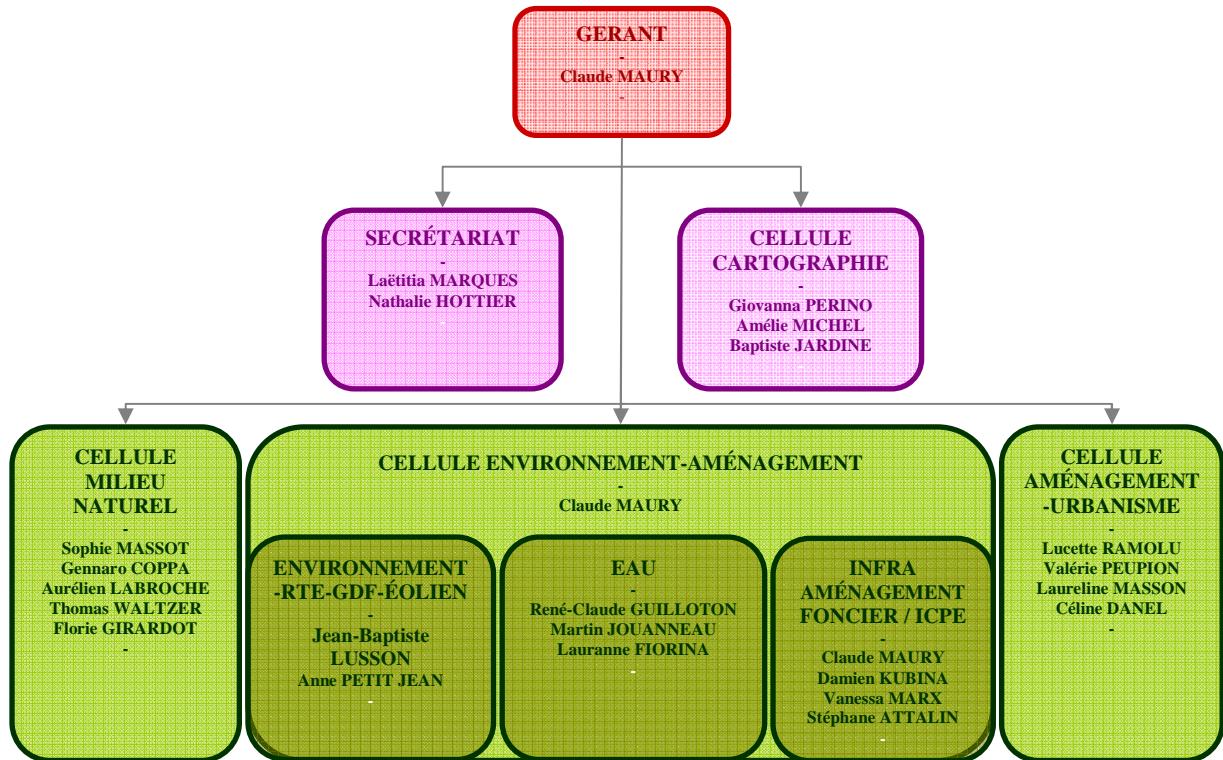 GERANT
-
Claude MAURY
-
SECRÉTARIAT
-
Laëtitia MARQUES
Nathalie HOTTIER
-
CELLULE
CARTOGRAPHIE
-
Giovanna PERINO
Amélie MICHEL
Baptiste JARDINE
-
CELLULE
MILIEU
NATUREL
-
Sophie MASSOT
Gennaro COPPA
Aurélien LABROCHE
Thomas WALTZER
Florie GIRARDOT
-
CELLULE ENVIRONNEMENT-AMÉNAGEMENT
-
Claude MAURY
ENVIRONNEMENT
-RTE-GDF-ÉOLIEN
-
Jean-Baptiste
LUSSON
Anne PETIT JEAN
-
EAU
-
René-Claude GUILLOTON
Martin JOUANNEAU
Lauranne FIORINA
-
INFRA
AMÉNAGEMENT
FONCIER / ICPE
-
Claude MAURY
Damien KUBINA
Vanessa MARX
Stéphane ATTALIN
-
CELLULE
AMÉNAGEMENT
-URBANISME
-
Lucette RAMOLU
Valérie PEUPION
Laureline MASSON
Céline DANEL
-